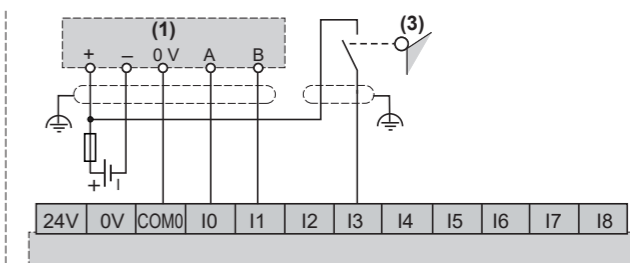 (1)
(3)
+ – 0 V A B
+ –
24V 0V COM0 I0 I1 I2 I3 I4 I5 I6 I7 I8